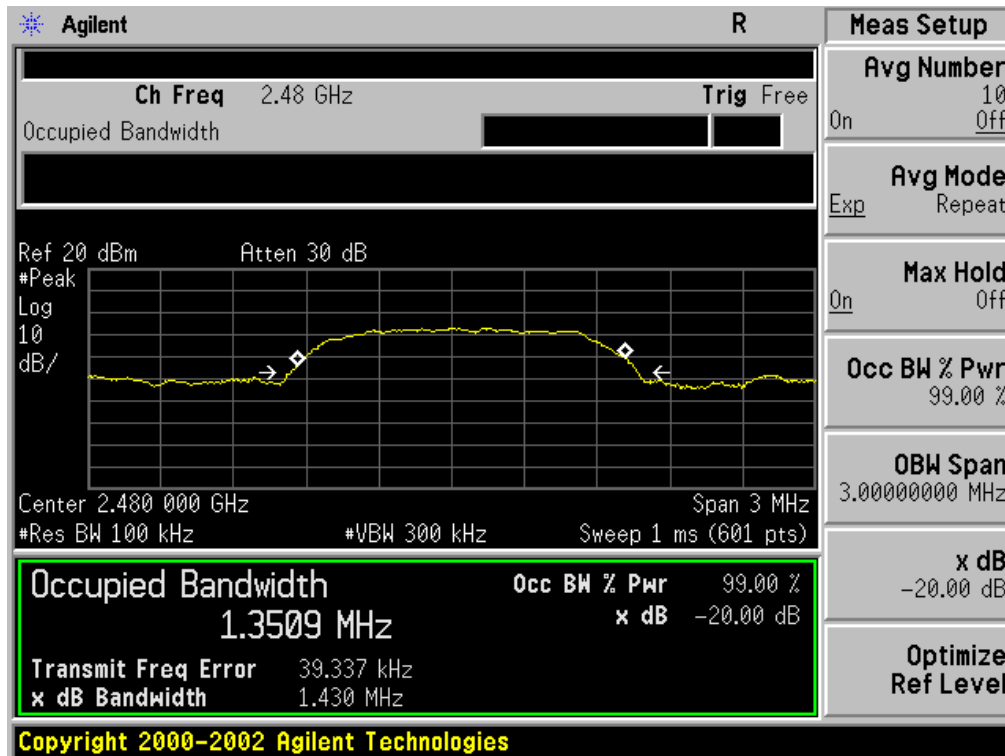 Agilent R
Ch Freq 2.48 GHz Trig Free
Occupied Bandwidth
Ref 20 dBm Atten 30 dB
#Peak
Log
10
dB/
Center 2.480 000 GHz Span 3 MHz
#Res BW 100 kHz #VBW 300 kHz Sweep 1 ms (601 pts)
Occupied Bandwidth
1.3509 MHz
Occ BW % Pwr 99.00 %
x dB -20.00 dB
Transmit Freq Error 39.337 kHz
x dB Bandwidth 1.430 MHz
Copyright 2000-2002 Agilent Technologies
Meas Setup
Avg Number
10
On Off
Avg Mode
Exp Repeat
Max Hold
On Off
Occ BW % Pwr
99.00 %
OBW Span
3.00000000 MHz
x dB
-20.00 dB
Optimize
Ref Level